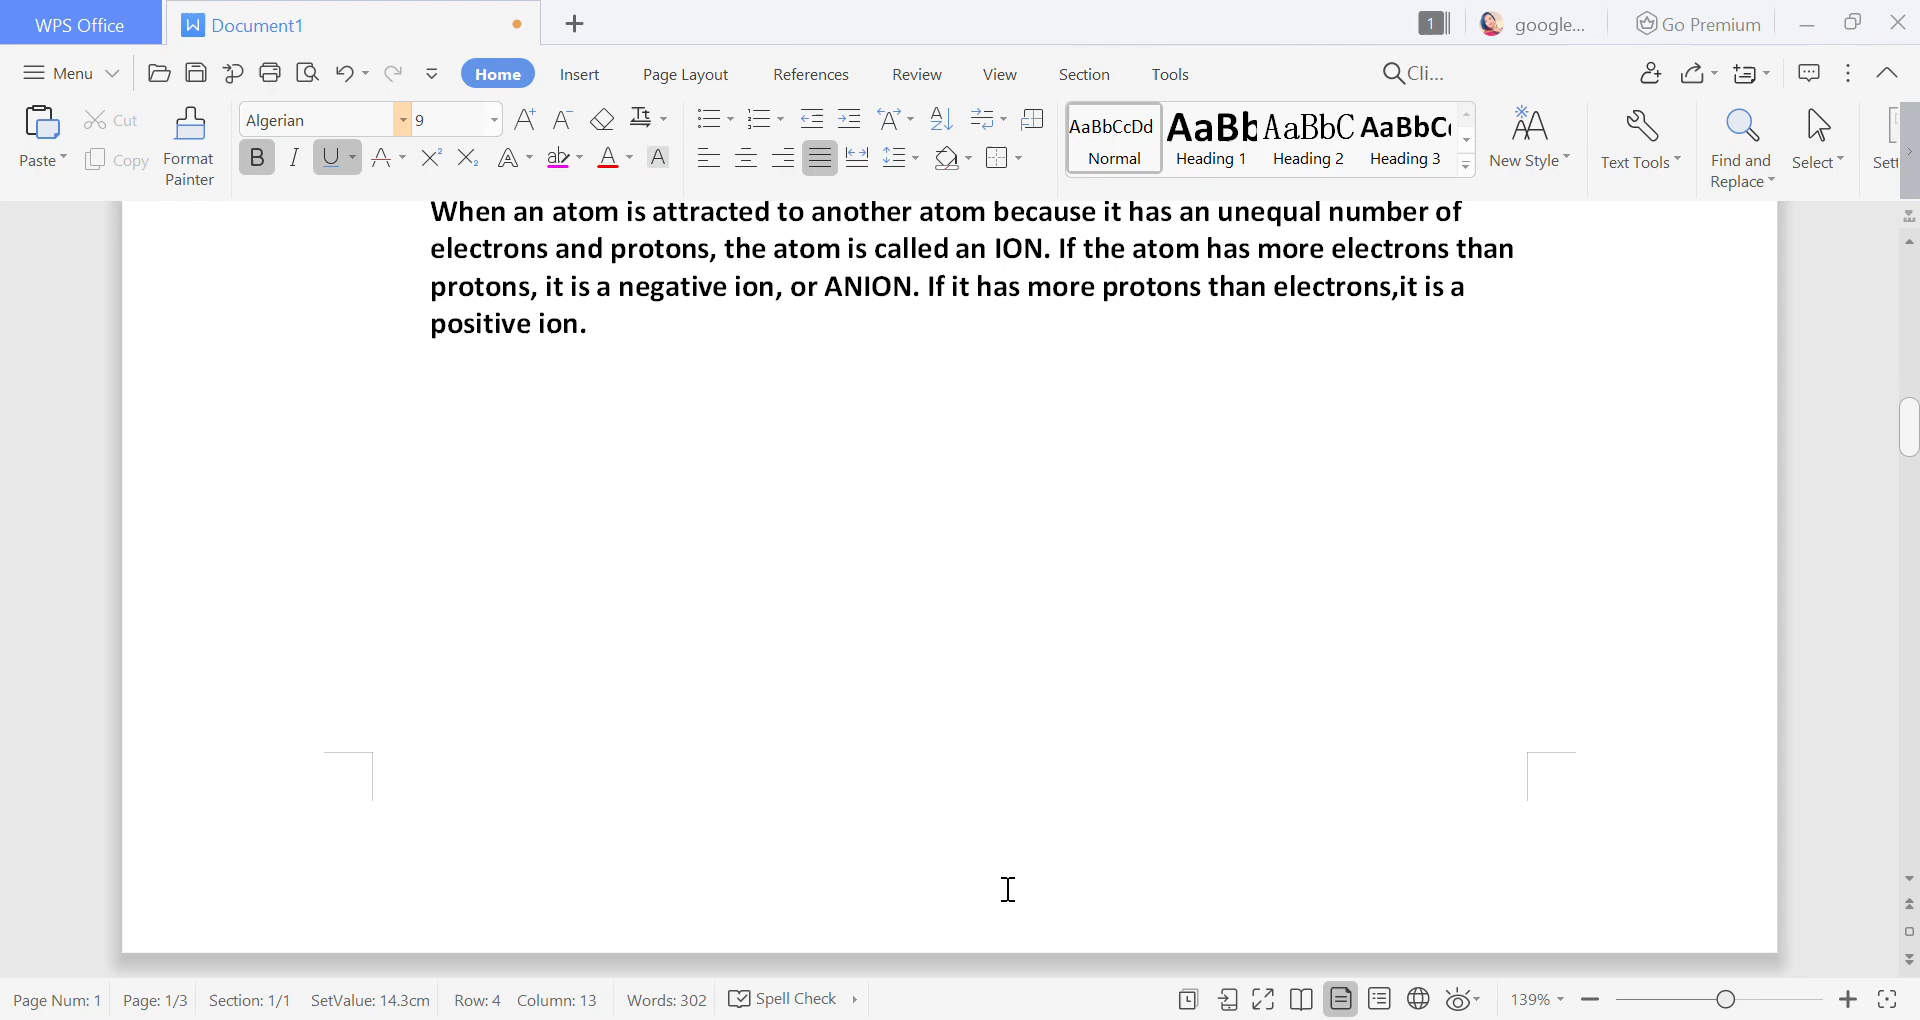 WPS Office
Document1
1
google...
Go Premium
Menu
Home
Insert
Page Layout
References
Review
View
Section
Tools
Cli...
Paste
Cut
Copy
Format
Painter
Algerian
9
AaBbCcDd
Normal
AaBb
Heading 1
AaBbC
Heading 2
AaBbC
Heading 3
New Style
Text Tools
Find and
Replace
Select
Sett
When an atom is attracted to another atom because it has an unequal number of
electrons and protons, the atom is called an ION. If the atom has more electrons than
protons, it is a negative ion, or ANION. If it has more protons than electrons,it is a
positive ion.
Page Num: 1
Page: 1/3
Section: 1/1
SetValue: 14.3cm
Row: 4
Column: 13
Words: 302
Spell Check
139%